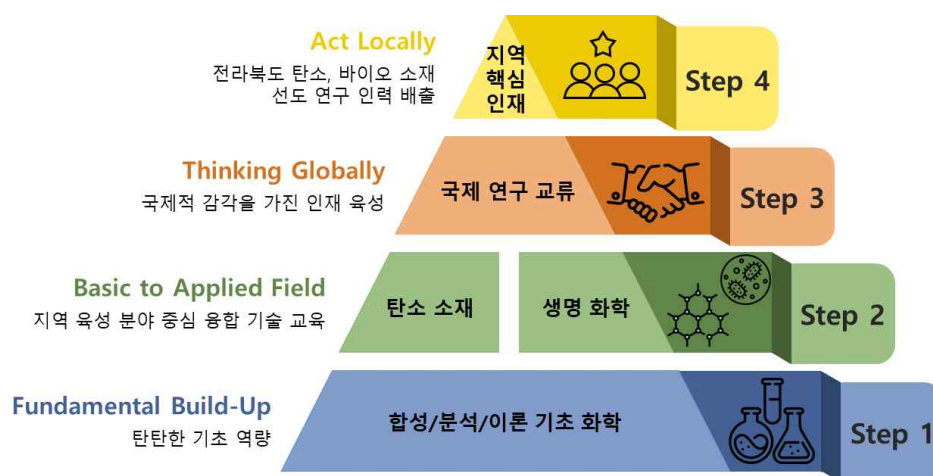 Act Locally
전라북도 탄소, 바이오 소재
선도 연구 인력 배출
지역
핵심
인재
Step 4
Thinking Globally
국제적 감각을 가진 인재 육성
국제 연구 교류
Step 3
Basic to Applied Field
지역 육성 분야 중심 융합 기술 교육
탄소 소재
생명 화학
Step 2
Fundamental Build-Up
탄탄한 기초 역량
합성/분석/이론 기초 화학
Step 1